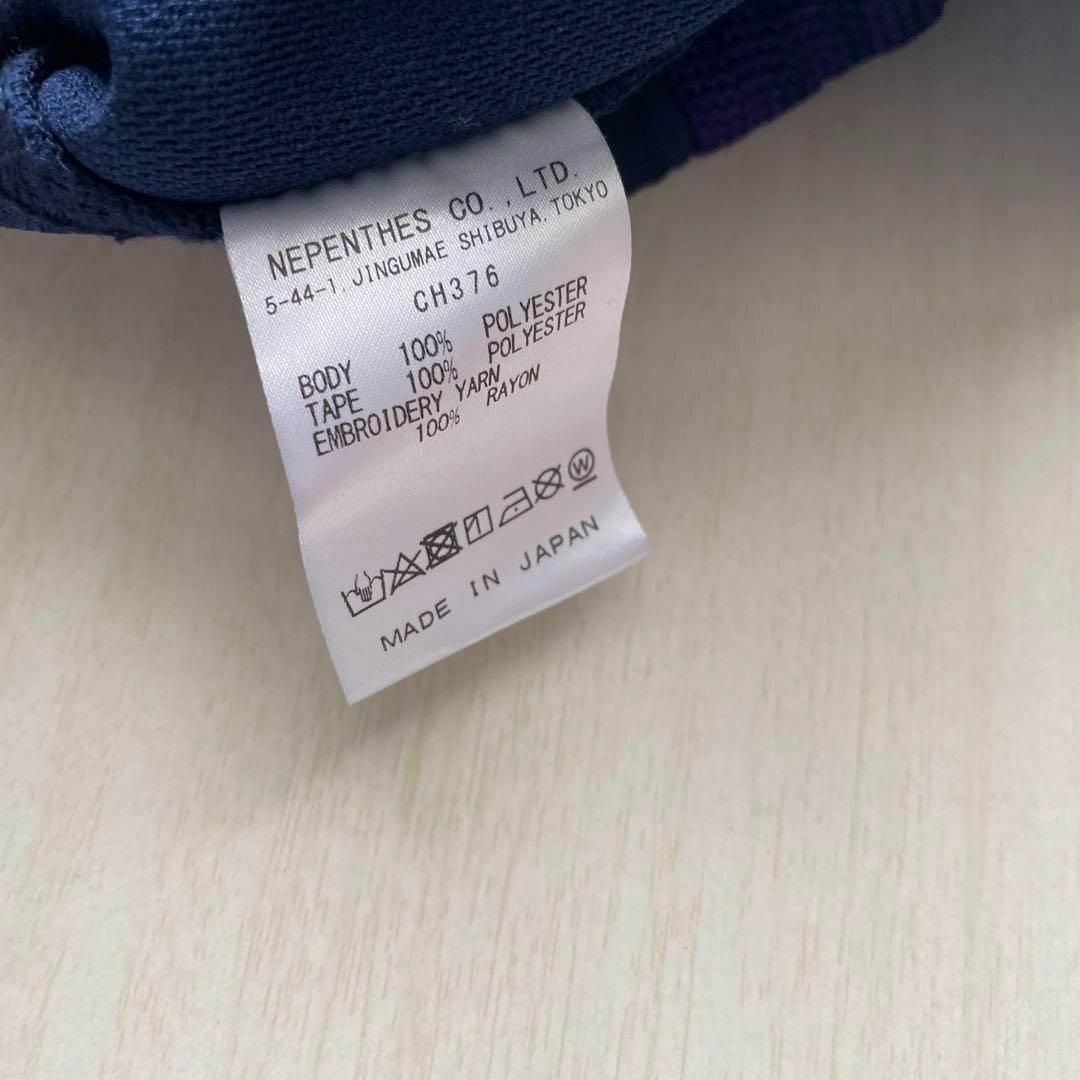 NEPENTHES CO.,LTD.
5-44-1,JINGUMAE SHIBUYA,TOKYO
CH376
BODY 100% POLYESTER
TAPE 100% POLYESTER
EMBROIDERY YARN
100% RAYON
W
MADE IN JAPAN